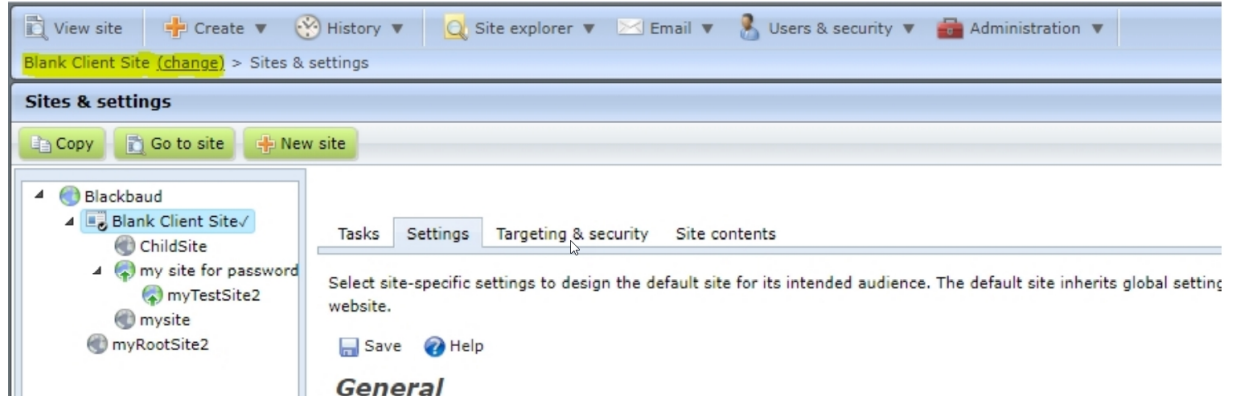 View site Create History Site explorer Email Users & security Administration
Blank Client Site (change) > Sites & settings
Sites & settings
Copy Go to site New site
Blackbaud
Blank Client Site✓
ChildSite
my site for password
myTestSite2
mysite
myRootSite2
Tasks Settings Targeting & security Site contents
Select site-specific settings to design the default site for its intended audience. The default site inherits global
website.
Save Help
General